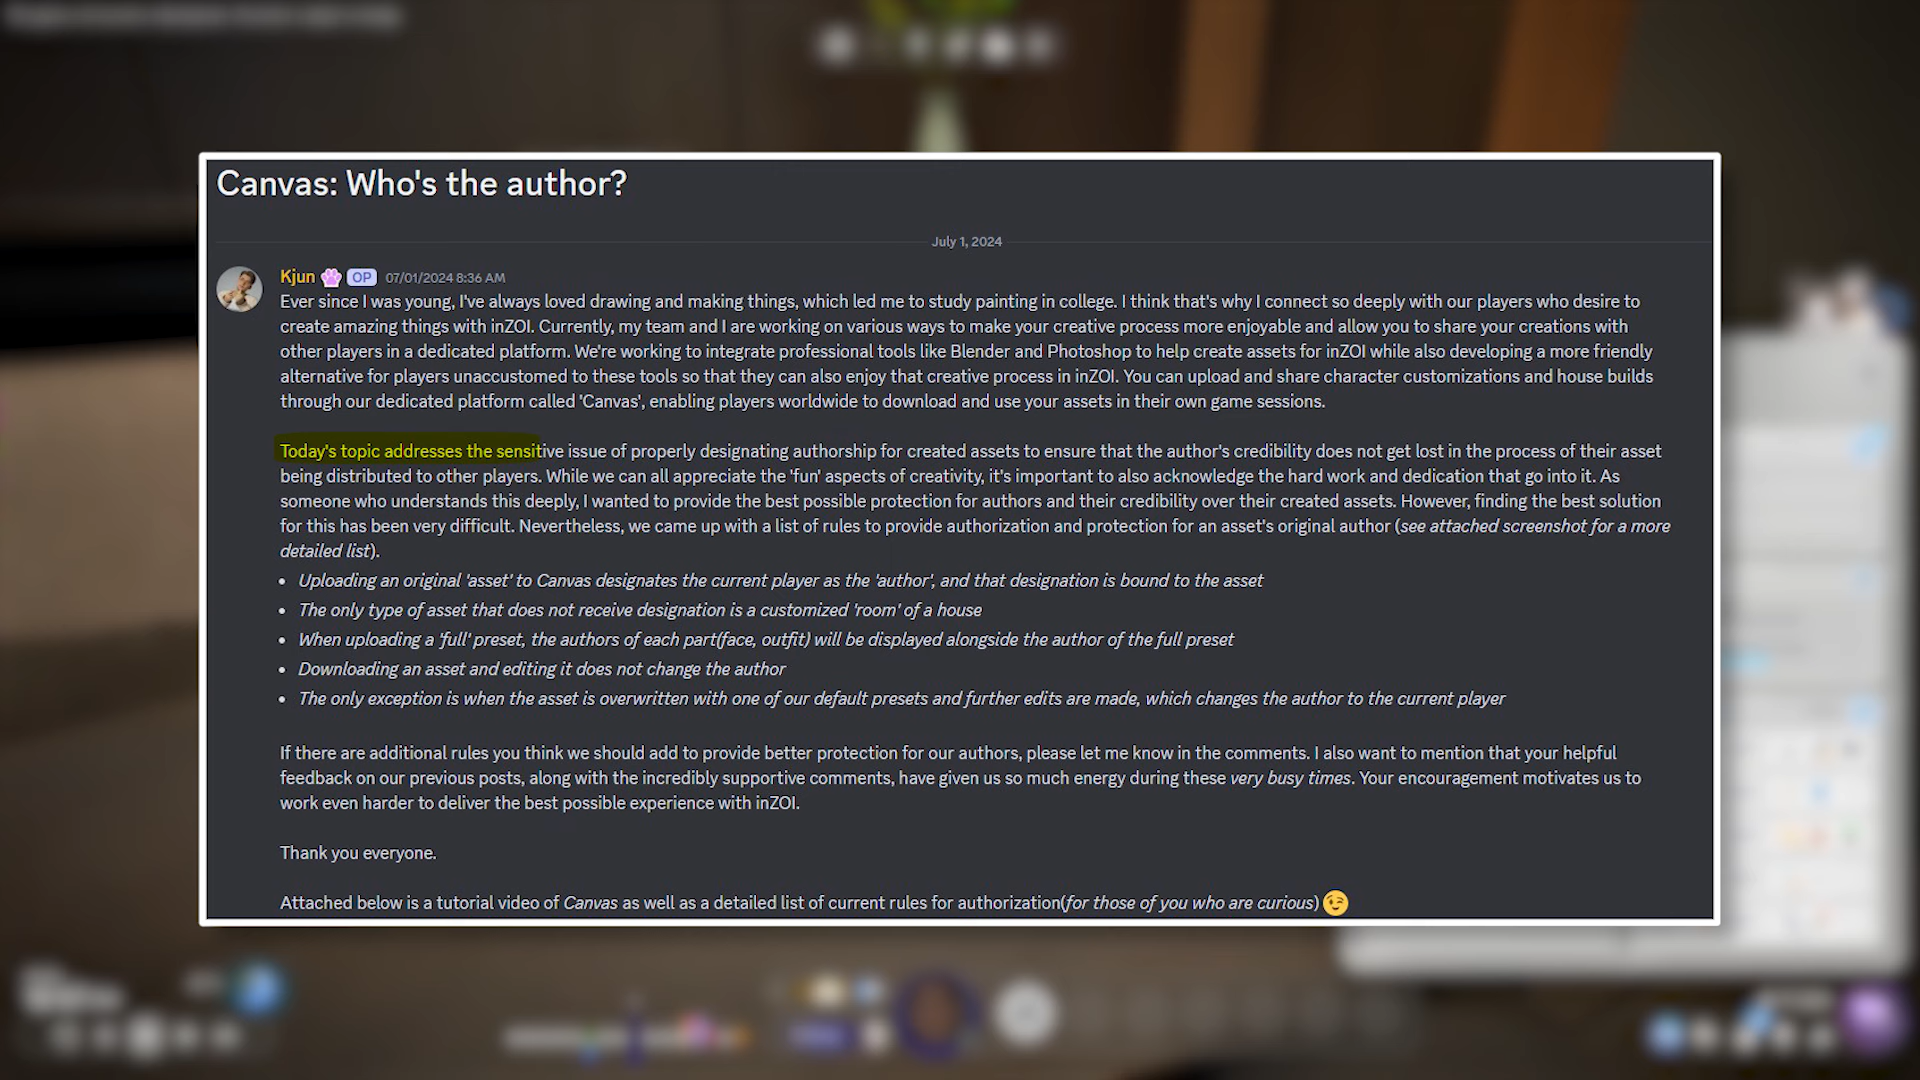 Canvas: Who's the author?
July 1, 2024
Kjun OP 07/01/2024 8:36 AM
Ever since I was young, I've always loved drawing and making things, which led me to study painting in college. I think that's why I connect so deeply with our players who desire to
create amazing things with inZOI. Currently, my team and I are working on various ways to make your creative process more enjoyable and allow you to share your creations with
other players in a dedicated platform. We're working to integrate professional tools like Blender and Photoshop to help create assets for inZOI while also developing a more friendly
alternative for players unaccustomed to these tools so that they can also enjoy that creative process in inZOI. You can upload and share character customizations and house builds
through our dedicated platform called 'Canvas', enabling players worldwide to download and use your assets in their own game sessions.
Today's topic addresses the sensitive issue of properly designating authorship for created assets to ensure that the author's credibility does not get lost in the process of their asset
being distributed to other players. While we can all appreciate the 'fun' aspects of creativity, it's important to also acknowledge the hard work and dedication that go into it. As
someone who understands this deeply, I wanted to provide the best possible protection for authors and their credibility over their created assets. However, finding the best solution
for this has been very difficult. Nevertheless, we came up with a list of rules to provide authorization and protection for an asset's original author (see attached screenshot for a more
detailed list).
• Uploading an original 'asset' to Canvas designates the current player as the 'author', and that designation is bound to the asset
• The only type of asset that does not receive designation is a customized 'room' of a house
• When uploading a 'full' preset, the authors of each part(face, outfit) will be displayed alongside the author of the full preset
• Downloading an asset and editing it does not change the author
• The only exception is when the asset is overwritten with one of our default presets and further edits are made, which changes the author to the current player
If there are additional rules you think we should add to provide better protection for our authors, please let me know in the comments. I also want to mention that your helpful
feedback on our previous posts, along with the incredibly supportive comments, have given us so much energy during these very busy times. Your encouragement motivates us to
work even harder to deliver the best possible experience with inZOI.
Thank you everyone.
Attached below is a tutorial video of Canvas as well as a detailed list of current rules for authorization(for those of you who are curious) 😉